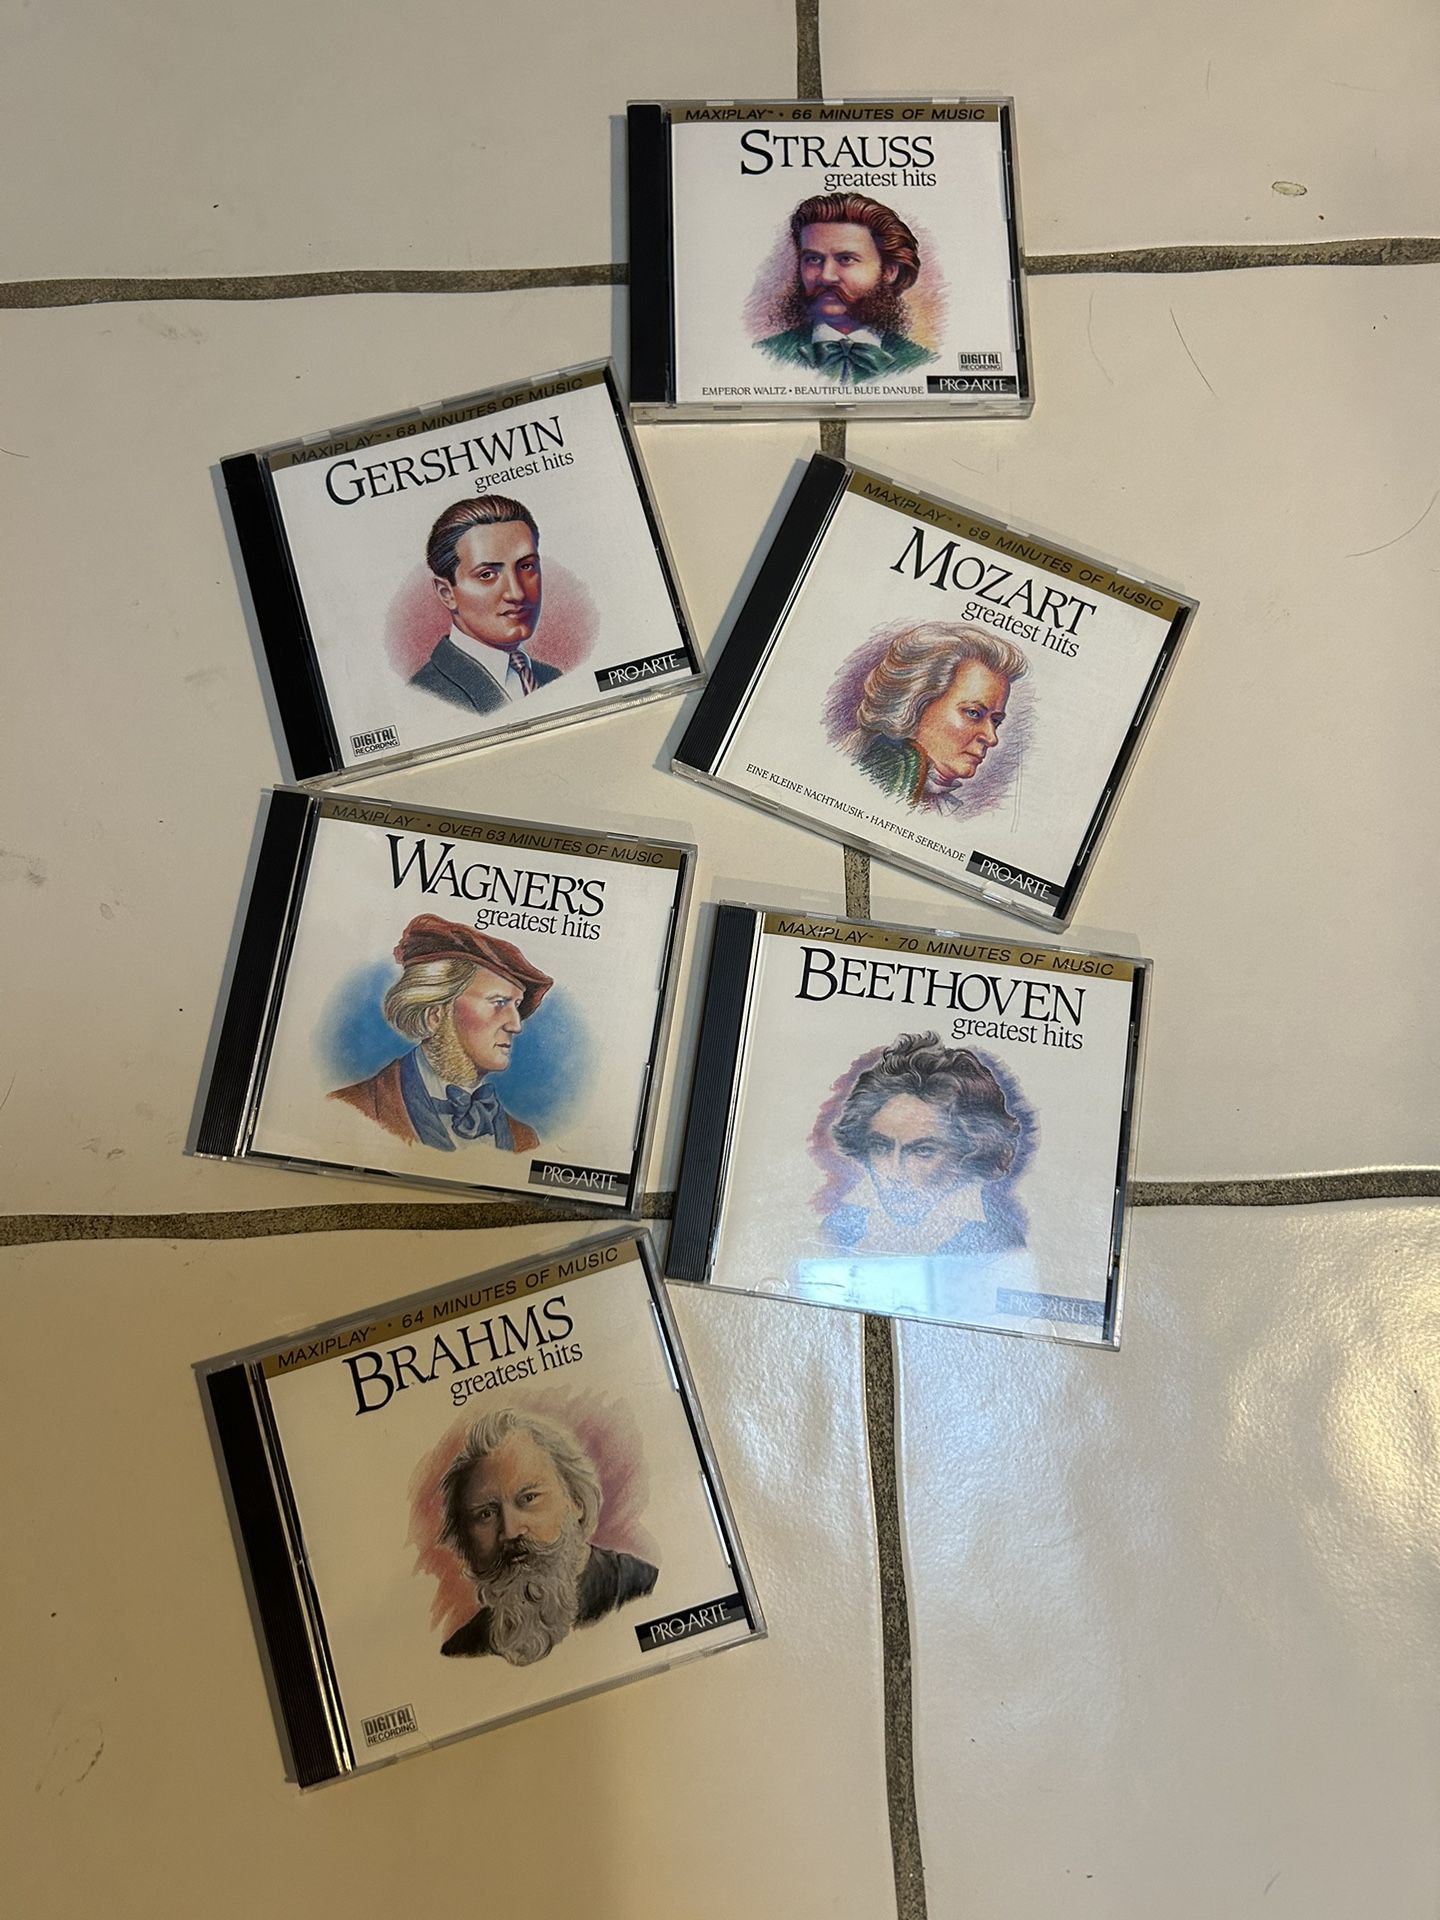 MAXIPLAY™ • 66 MINUTES OF MUSIC
STRAUSS
greatest hits
DIGITAL
RECORDING
EMPEROR WALTZ • BEAUTIFUL BLUE DANUBE
PRO-ARTE
MAXIPLAY™ • 68 MINUTES OF MUSIC
GERSHWIN
greatest hits
PRO-ARTE
DIGITAL
RECORDING
MAXIPLAY™ • 69 MINUTES OF MUSIC
MOZART
greatest hits
EINE KLEINE NACHTMUSIK • HAFFNER SERENADE
PRO-ARTE
MAXIPLAY™ • OVER 63 MINUTES OF MUSIC
WAGNER'S
greatest hits
PRO-ARTE
MAXIPLAY™ • 70 MINUTES OF MUSIC
BEETHOVEN
greatest hits
PRO-ARTE
MAXIPLAY™ • 64 MINUTES OF MUSIC
BRAHMS
greatest hits
PRO-ARTE
DIGITAL
RECORDING